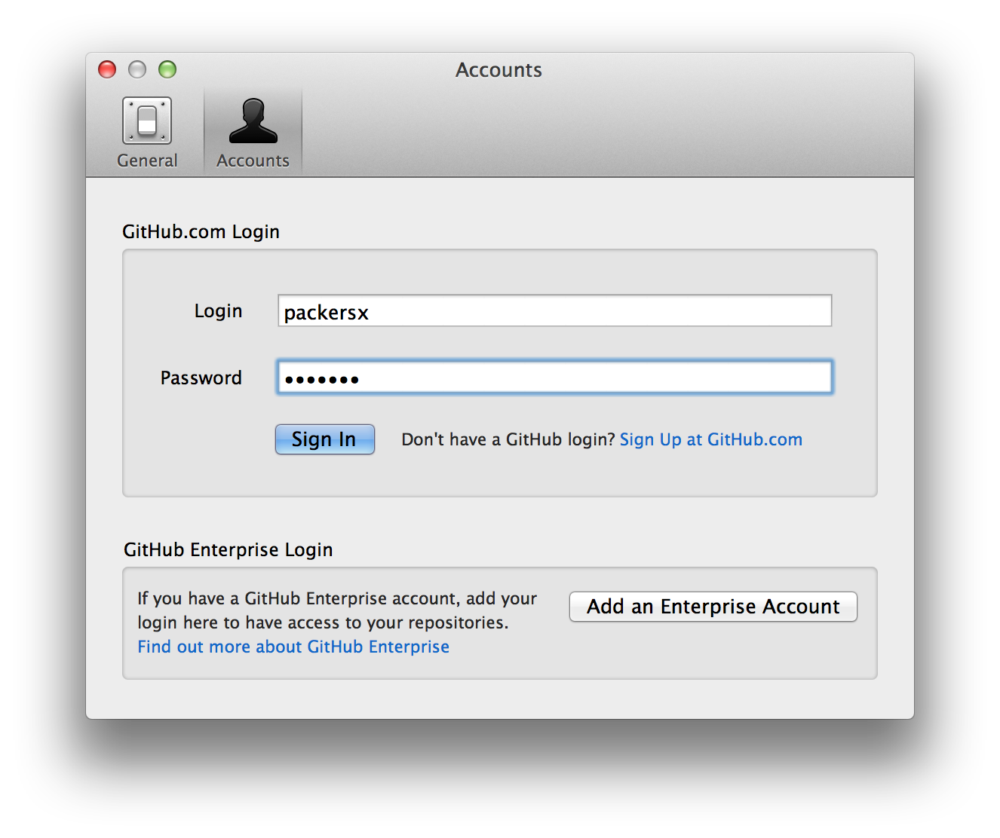 Accounts
General
Accounts
GitHub.com Login
Login
packersx
Password
•••••••
Sign In
Don't have a GitHub login? Sign Up at GitHub.com
GitHub Enterprise Login
If you have a GitHub Enterprise account, add your
login here to have access to your repositories.
Find out more about GitHub Enterprise
Add an Enterprise Account